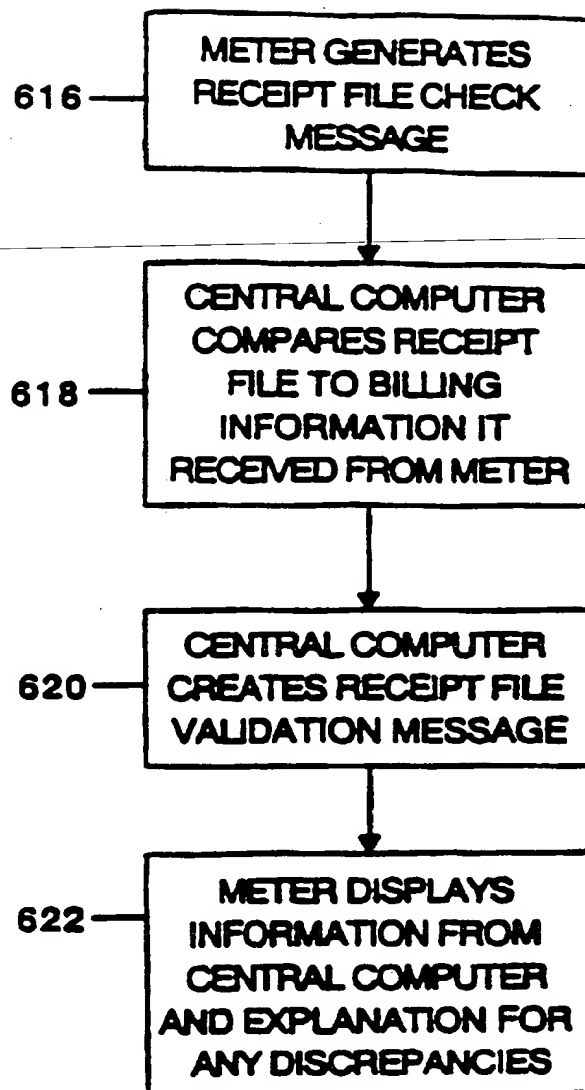 616
METER GENERATES
RECEIPT FILE CHECK
MESSAGE
618
CENTRAL COMPUTER
COMPARES RECEIPT
FILE TO BILLING
INFORMATION IT
RECEIVED FROM METER
620
CENTRAL COMPUTER
CREATES RECEIPT FILE
VALIDATION MESSAGE
622
METER DISPLAYS
INFORMATION FROM
CENTRAL COMPUTER
AND EXPLANATION FOR
ANY DISCREPANCIES